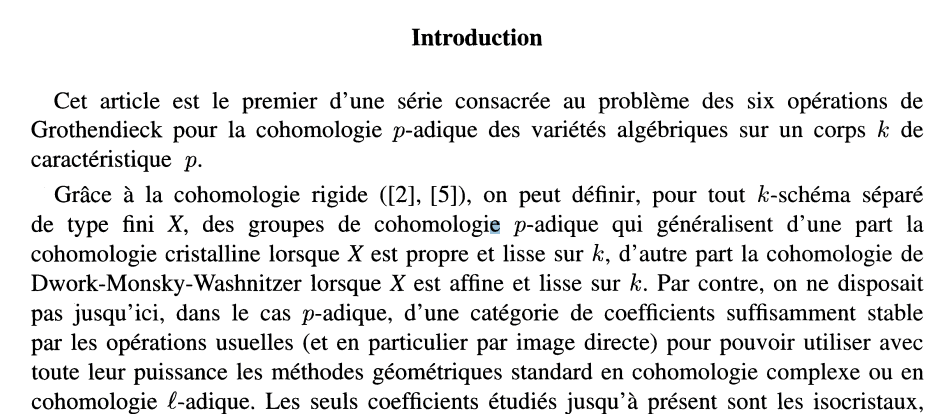 Introduction
Cet article est le premier d'une série consacrée au problème des six opérations de
Grothendieck pour la cohomologie p-adique des variétés algébriques sur un corps k de
caractéristique p.
Grâce à la cohomologie rigide ([2], [5]), on peut définir, pour tout k-schéma séparé
de type fini X, des groupes de cohomologie p-adique qui généralisent d'une part la
cohomologie cristalline lorsque X est propre et lisse sur k, d'autre part la cohomologie de
Dwork-Monsky-Washnitzer lorsque X est affine et lisse sur k. Par contre, on ne disposait
pas jusqu'ici, dans le cas p-adique, d'une catégorie de coefficients suffisamment stable
par les opérations usuelles (et en particulier par image directe) pour pouvoir utiliser avec
toute leur puissance les méthodes géométriques standard en cohomologie complexe ou en
cohomologie ℓ-adique. Les seuls coefficients étudiés jusqu'à présent sont les isocristaux,